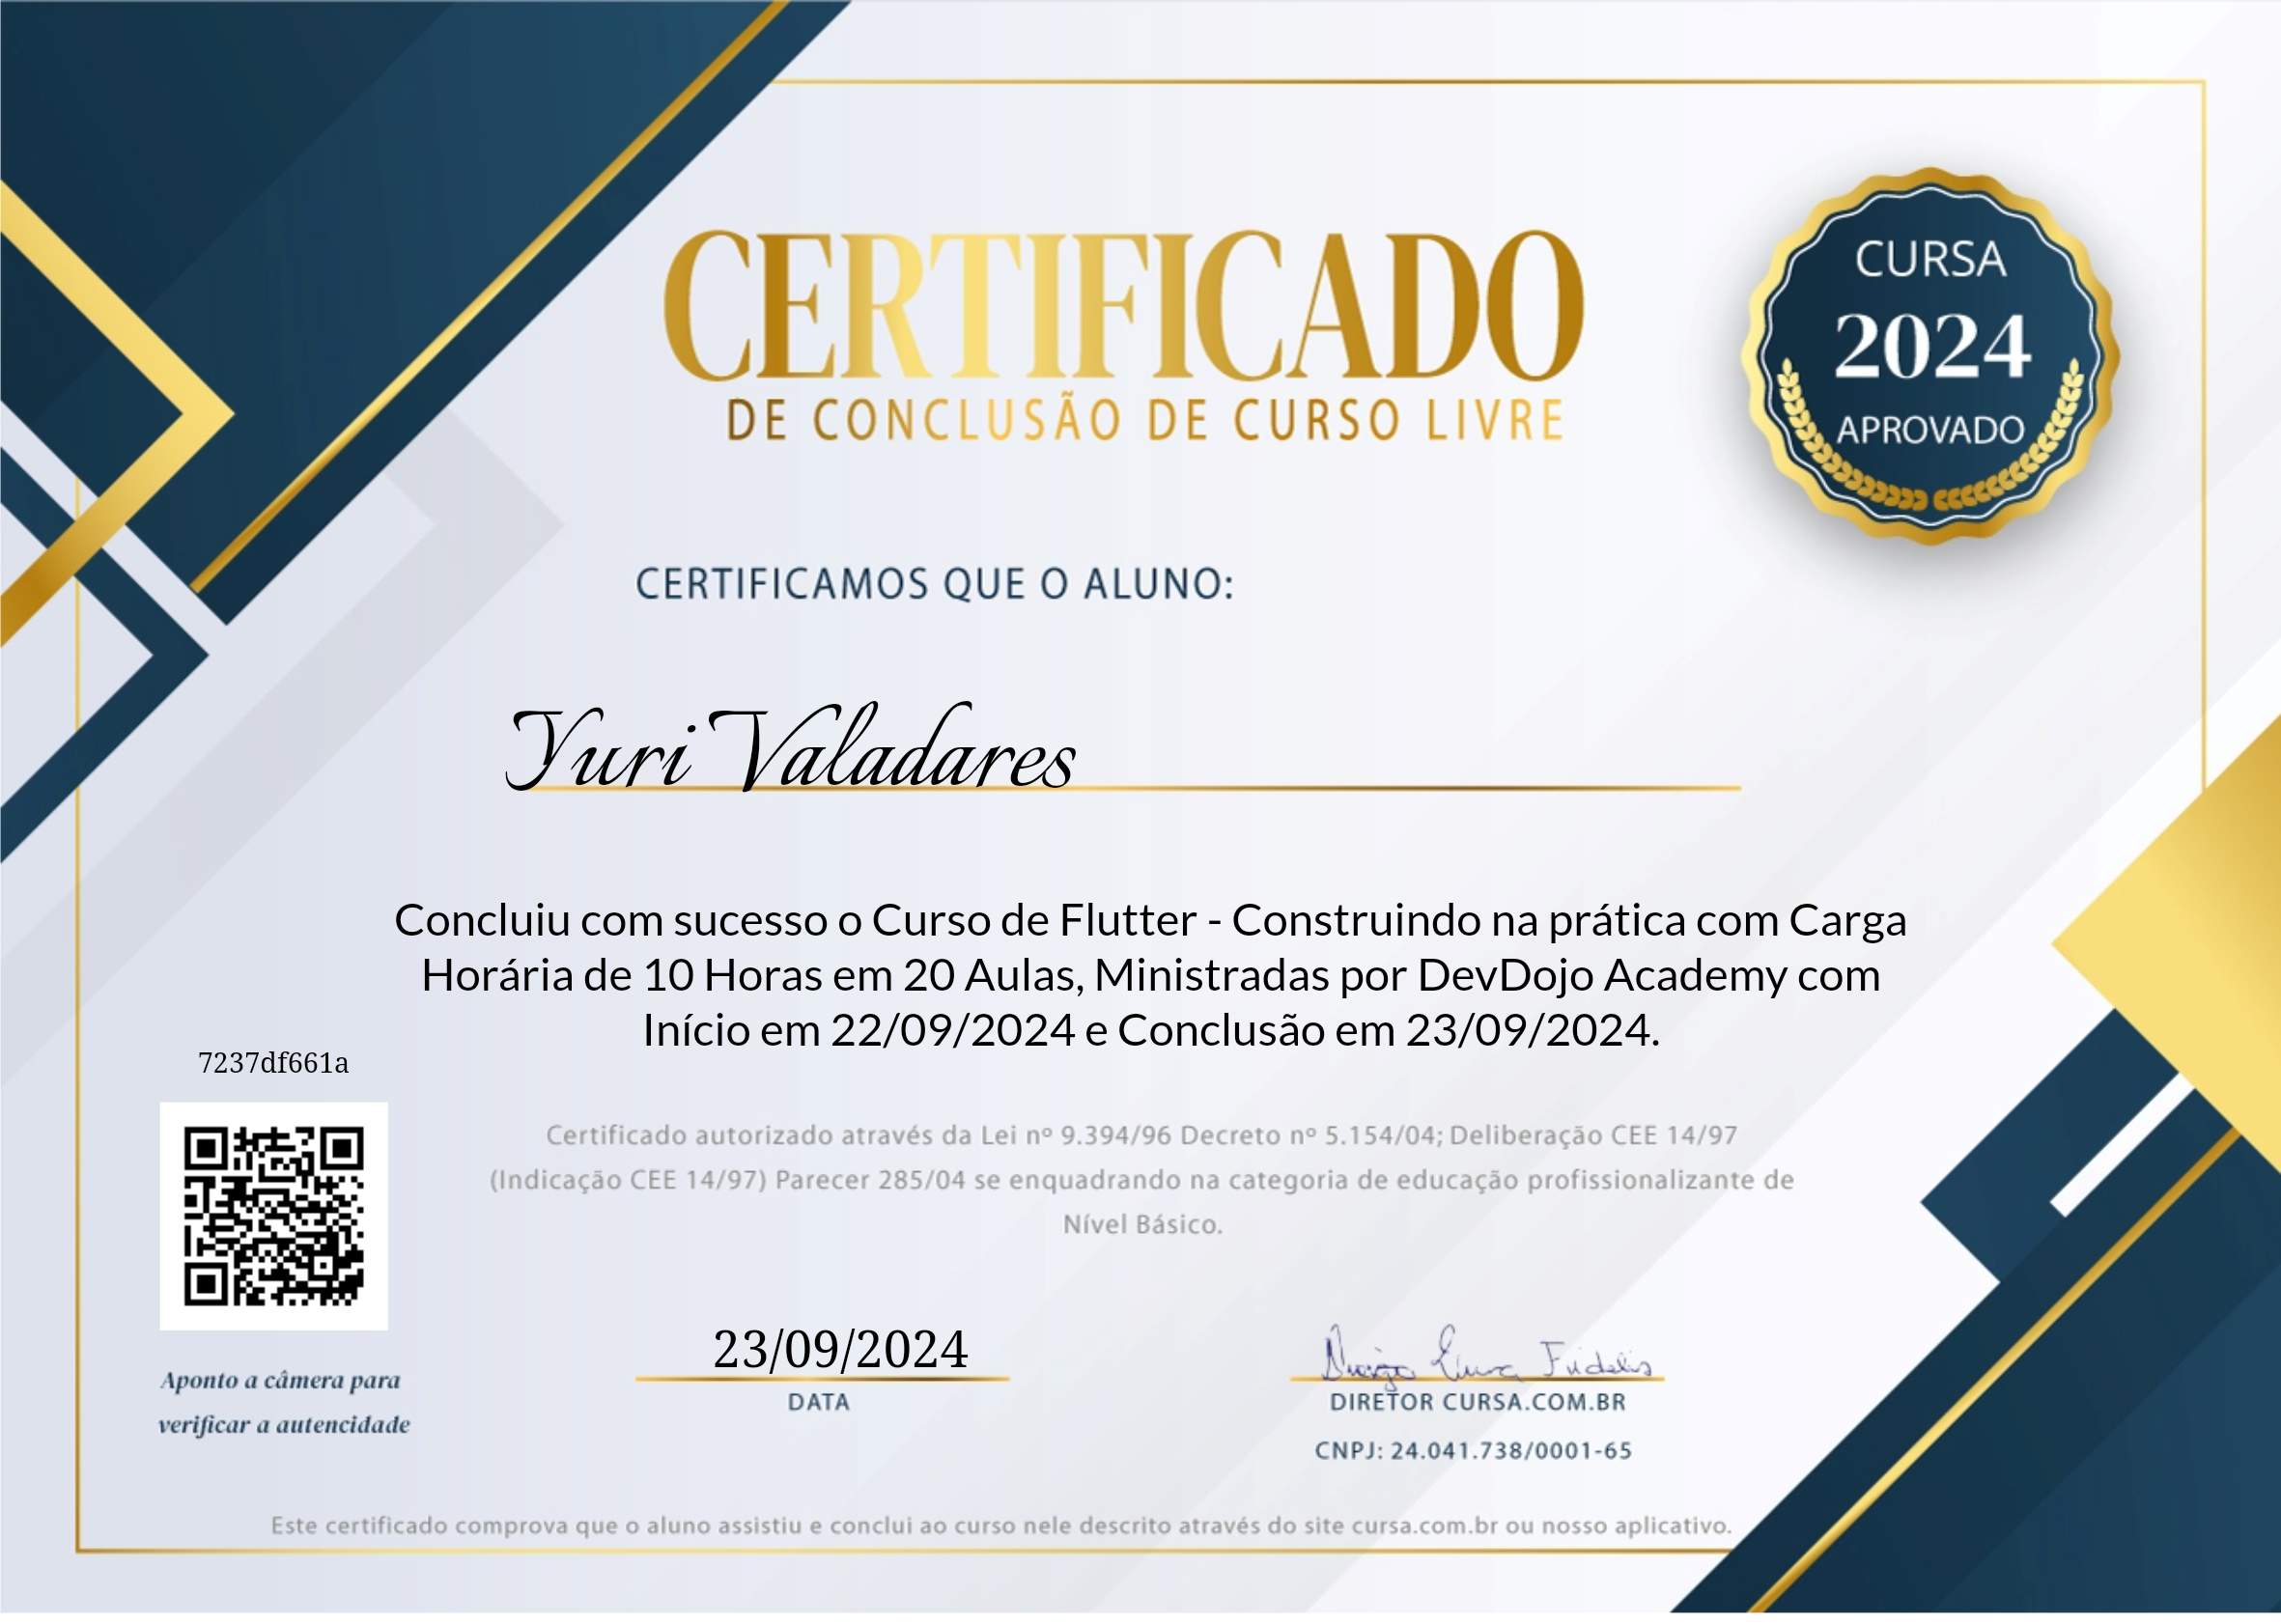 CERTIFICADO
DE CONCLUSÃO DE CURSO LIVRE
CURSA
2024
APROVADO
CERTIFICAMOS QUE O ALUNO:
Yuri Valadares
Concluiu com sucesso o Curso de Flutter - Construindo na prática com Carga
Horária de 10 Horas em 20 Aulas, Ministradas por DevDojo Academy com
Início em 22/09/2024 e Conclusão em 23/09/2024.
7237df661a
Certificado autorizado através da Lei nº 9.394/96 Decreto nº 5.154/04; Deliberação CEE 14/97
(Indicação CEE 14/97) Parecer 285/04 se enquadrando na categoria de educação profissionalizante de
Nível Básico.
Aponto a câmera para
verificar a autencidade
23/09/2024
DATA
DIRETOR CURSA.COM.BR
CNPJ: 24.041.738/0001-65
Este certificado comprova que o aluno assistiu e conclui ao curso nele descrito através do site cursa.com.br ou nosso aplicativo.